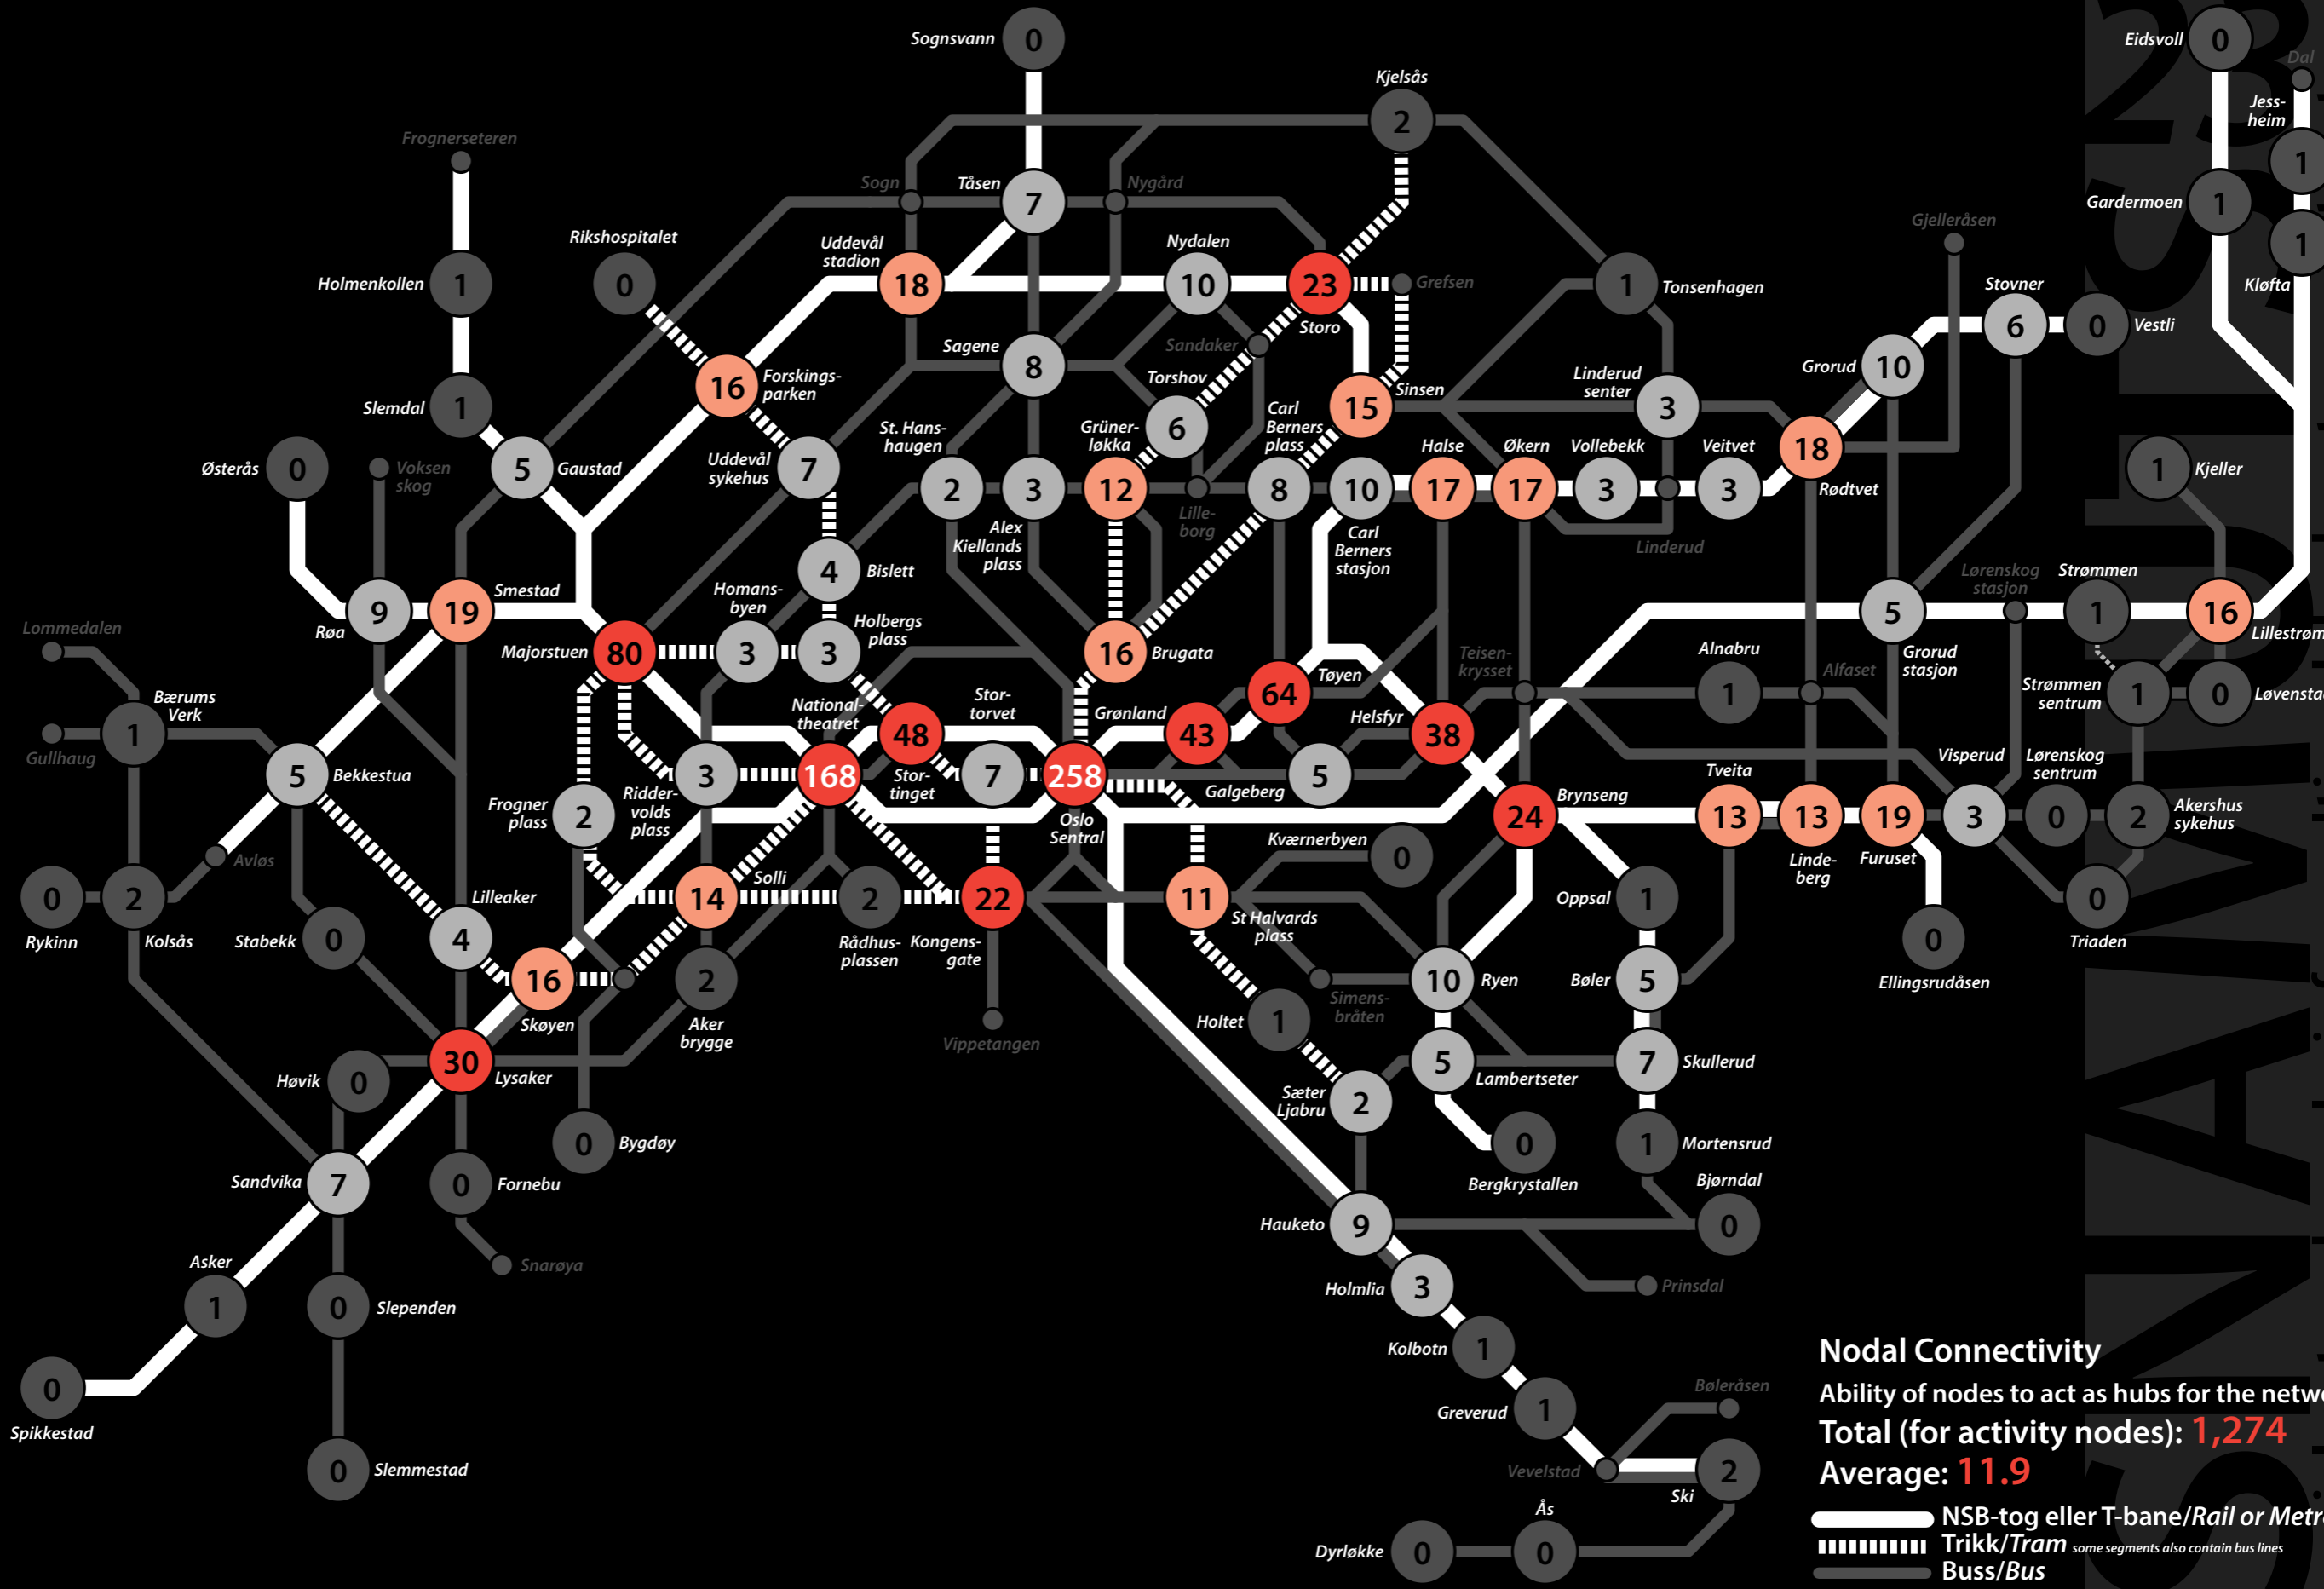 Sognsvann
0
Eidsvoll
0
Dal
Kjelsås
2
Jess-
heim
1
Frognerseteren
Sogn
Tåsen
7
Nygård
Gardermoen
1
Gjelleråsen
Rikshospitalet
0
Uddevål
stadion
18
Nydalen
10
23
Storo
Grefsen
1
Tonsenhagen
1
Kløfta
Holmenkollen
1
Stovner
6
0
Vestli
Sagene
8
Sandaker
Forskings-
parken
16
Grorud
10
Slemdal
1
Torshov
6
Sinsen
15
Linderud
senter
3
St. Hans-
haugen
2
Grüner-
løkka
12
Carl
Berners
plass
8
Østerås
0
Voksen
skog
5
Gaustad
Uddevål
sykehus
7
3
Alex
Kiellands
plass
Lille-
borg
10
Carl
Berners
stasjon
Halse
17
Økern
17
Vollebekk
3
Veitvet
3
18
Rødtvet
1
Kjeller
Linderud
4
Bislett
Lørenskog
stasjon
Strømmen
1
9
Røa
19
Smestad
Homans-
byen
3
Holbergs
plass
3
5
Grorud
stasjon
16
Lillestrøm
Lommedalen
Majorstuen
80
16
Brugata
Teisen-
krysset
Alnabru
1
Alfaset
64
Tøyen
Strømmen
sentrum
1
0
Bærums
Verk
1
Gullhaug
National-
theatret
168
48
Stor-
tinget
Stor-
torvet
7
Grønland
43
Helsfyr
38
5
Bekkestua
3
Ridder-
volds
plass
258
Oslo
Sentral
Galgeberg
5
Visperud
3
Lørenskog
sentrum
0
2
Akershus
sykehus
Frogner
plass
2
Brynseng
24
Tveita
13
13
Linde-
berg
19
Furuset
Avløs
Kværnerbyen
0
0
Rykinn
2
Kolsås
Stabekk
0
Lilleaker
4
Solli
14
2
Rådhus-
plassen
22
Kongens-
gate
11
St Halvards
plass
Oppsal
1
0
Ellingsrudåsen
0
Triaden
16
Skøyen
2
Aker
brygge
Vippetangen
Simens-
bråten
10
Ryen
Bøler
5
Holtet
1
Høvik
0
30
Lysaker
5
Lambertseter
7
Skullerud
Sæter
Ljabru
2
0
Bygdøy
0
Bergkrystallen
1
Mortensrud
Sandvika
7
0
Fornebu
Bjørndal
0
Hauketo
9
Asker
1
0
Slependen
Snarøya
Holmlia
3
Prinsdal
Kolbotn
1
0
Spikkestad
Greverud
1
Bøleråsen
0
Slemmestad
Vevelstad
2
Ski
Dyrløkke
0
Ås
0
Nodal Connectivity
Ability of nodes to act as hubs for the
Total (for activity nodes): 1,274
Average: 11.9
NSB-tog eller T-bane/Rail or
Trikk/Tram some segments also contain bus lines
Buss/Bus